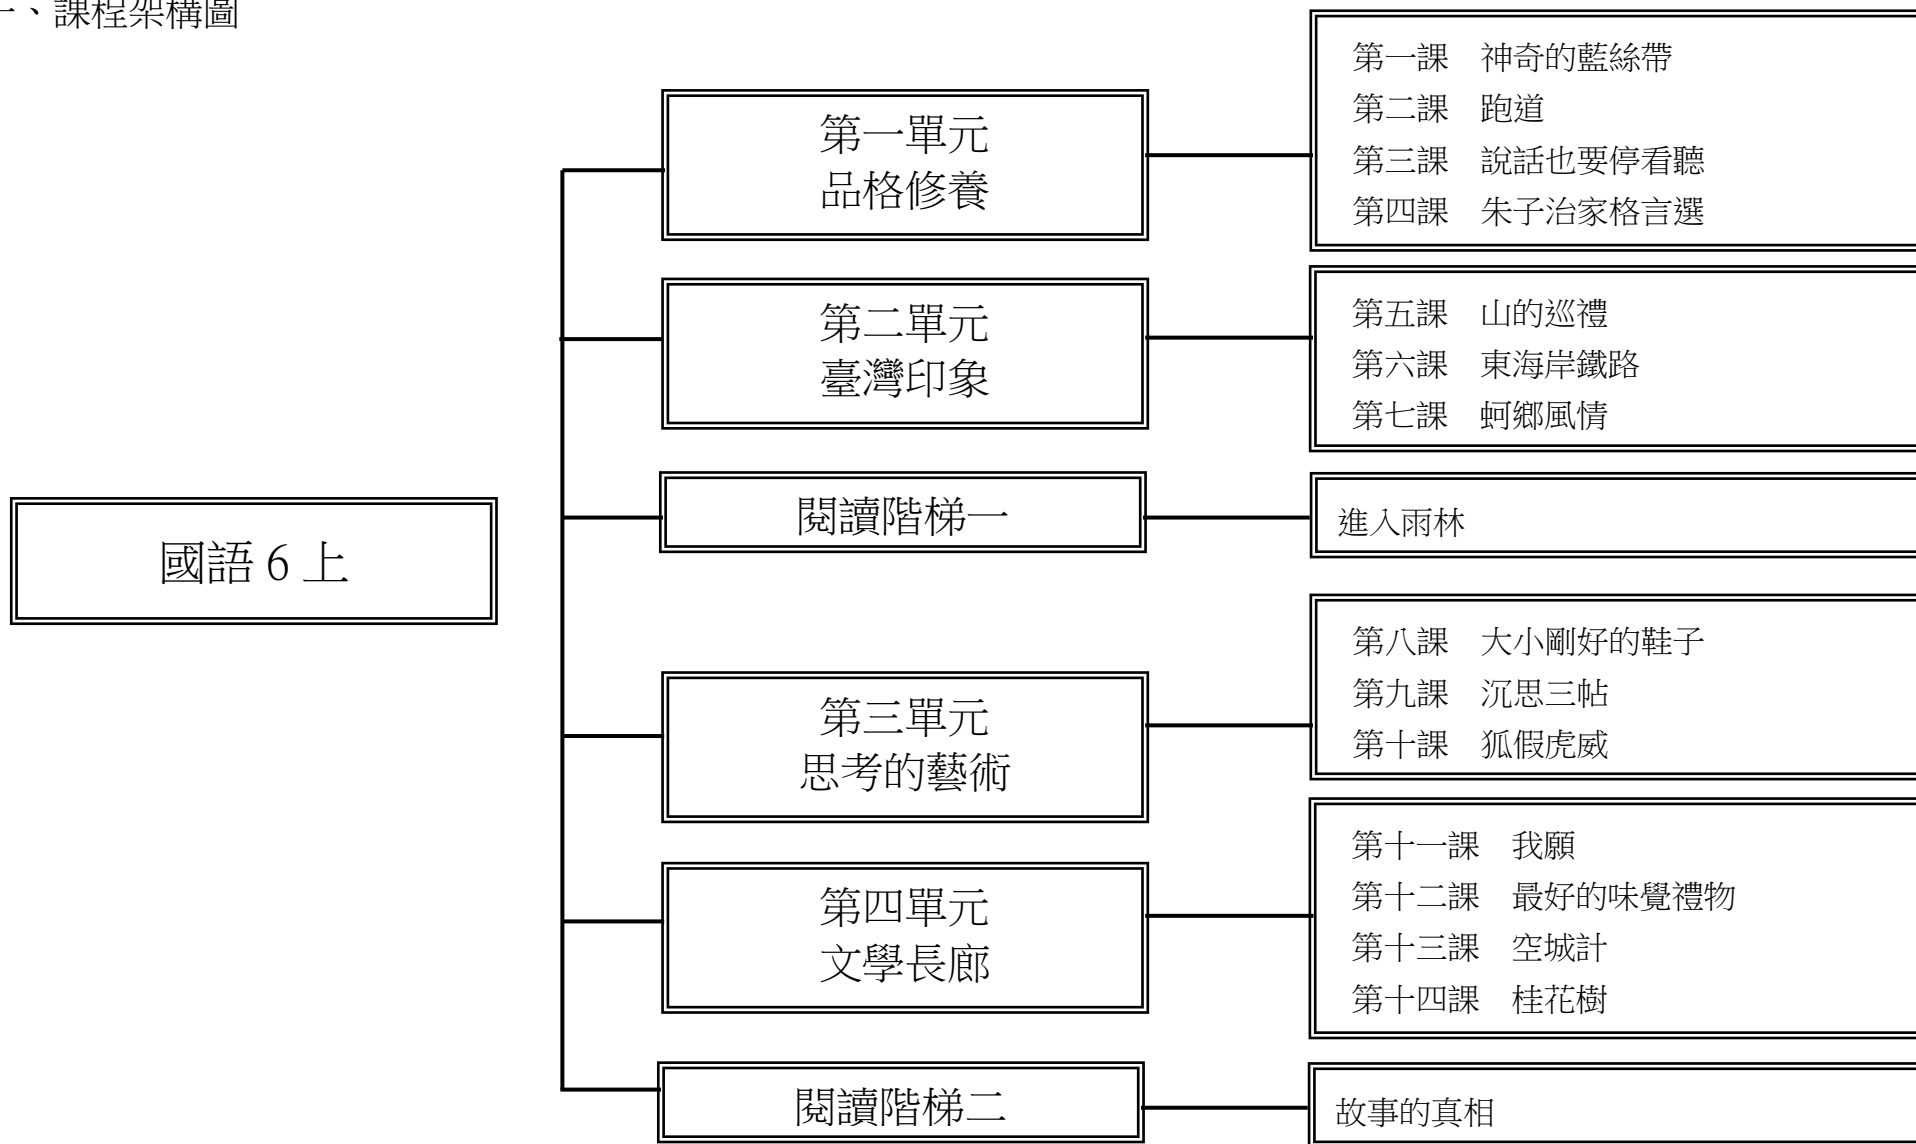 一、課程架構圖
國語 6 上
第一單元
品格修養
第一課　神奇的藍絲帶
第二課　跑道
第三課　說話也要停看聽
第四課　朱子治家格言選
第二單元
臺灣印象
第五課　山的巡禮
第六課　東海岸鐵路
第七課　蚵鄉風情
閱讀階梯一
進入雨林
第三單元
思考的藝術
第八課　大小剛好的鞋子
第九課　沉思三帖
第十課　狐假虎威
第四單元
文學長廊
第十一課　我願
第十二課　最好的味覺禮物
第十三課　空城計
第十四課　桂花樹
閱讀階梯二
故事的真相